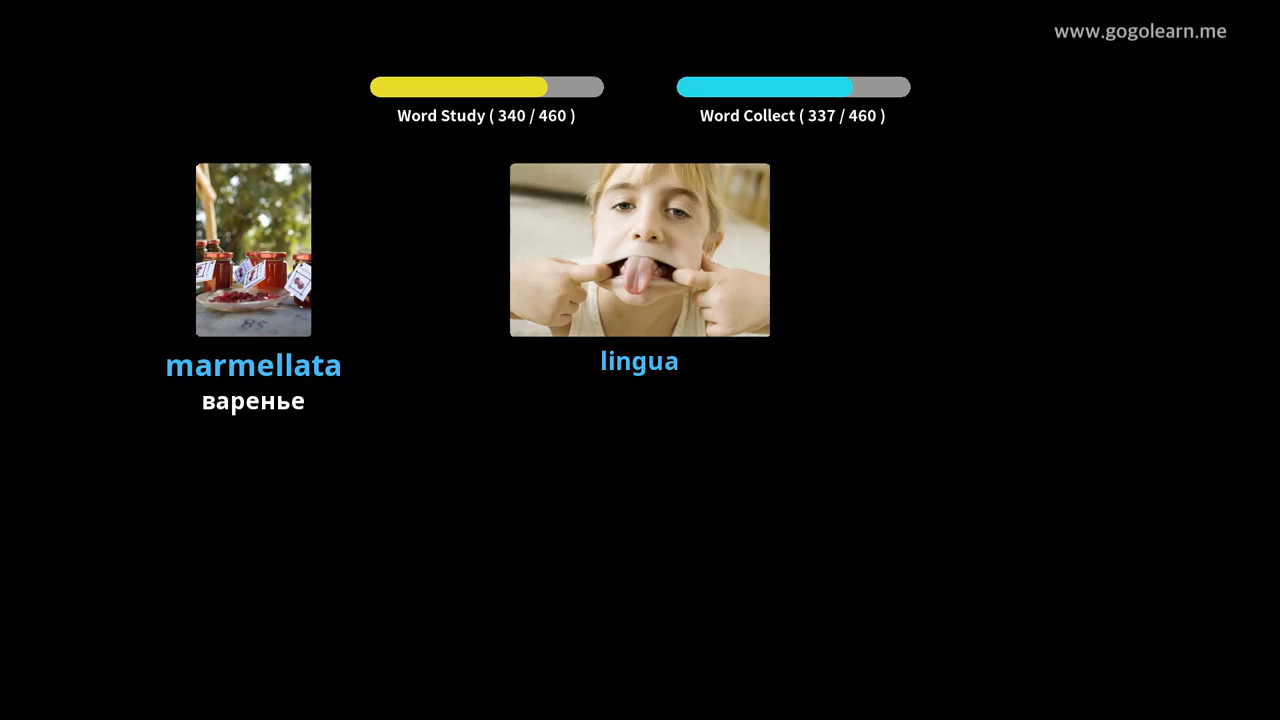 www.gogolearn.me
Word Study ( 340 / 460 )
Word Collect ( 337 / 460 )
marmellata
варенье
lingua